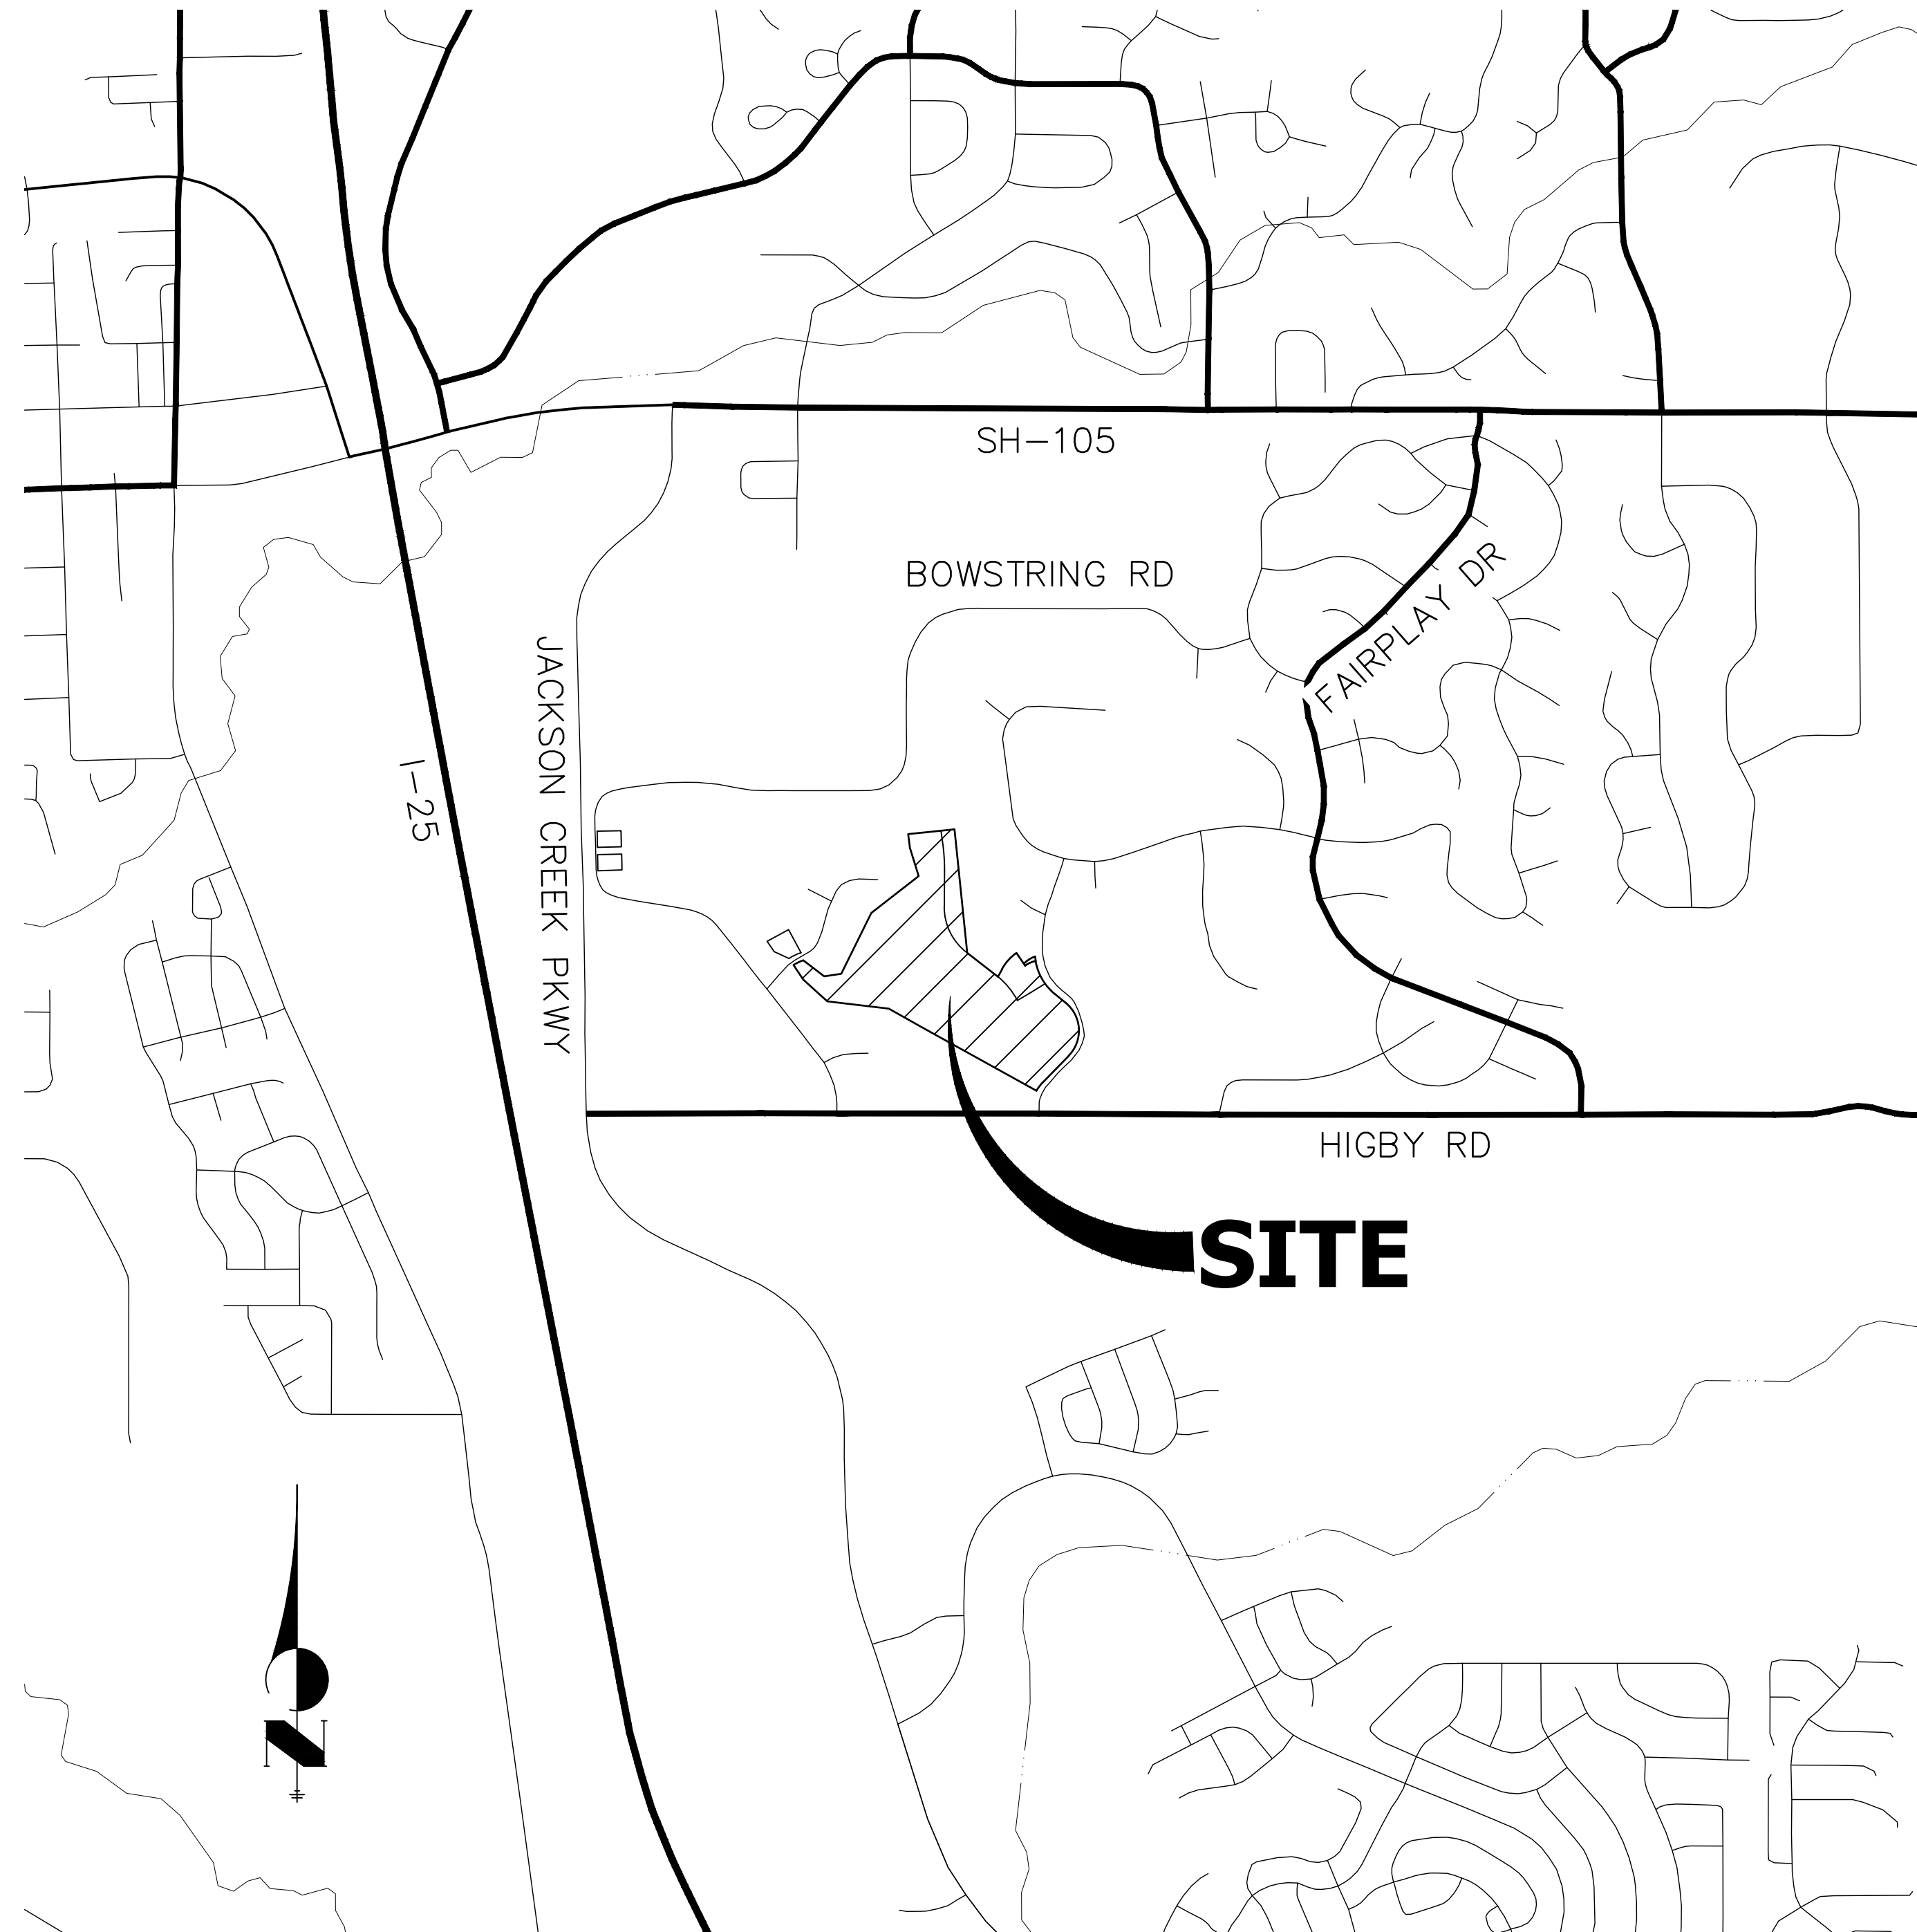 SH-105
BOWSTRING RD
FAIRPLAY DR
JACKSON CREEK PKWY
I-25
HIGBY RD
SITE
N